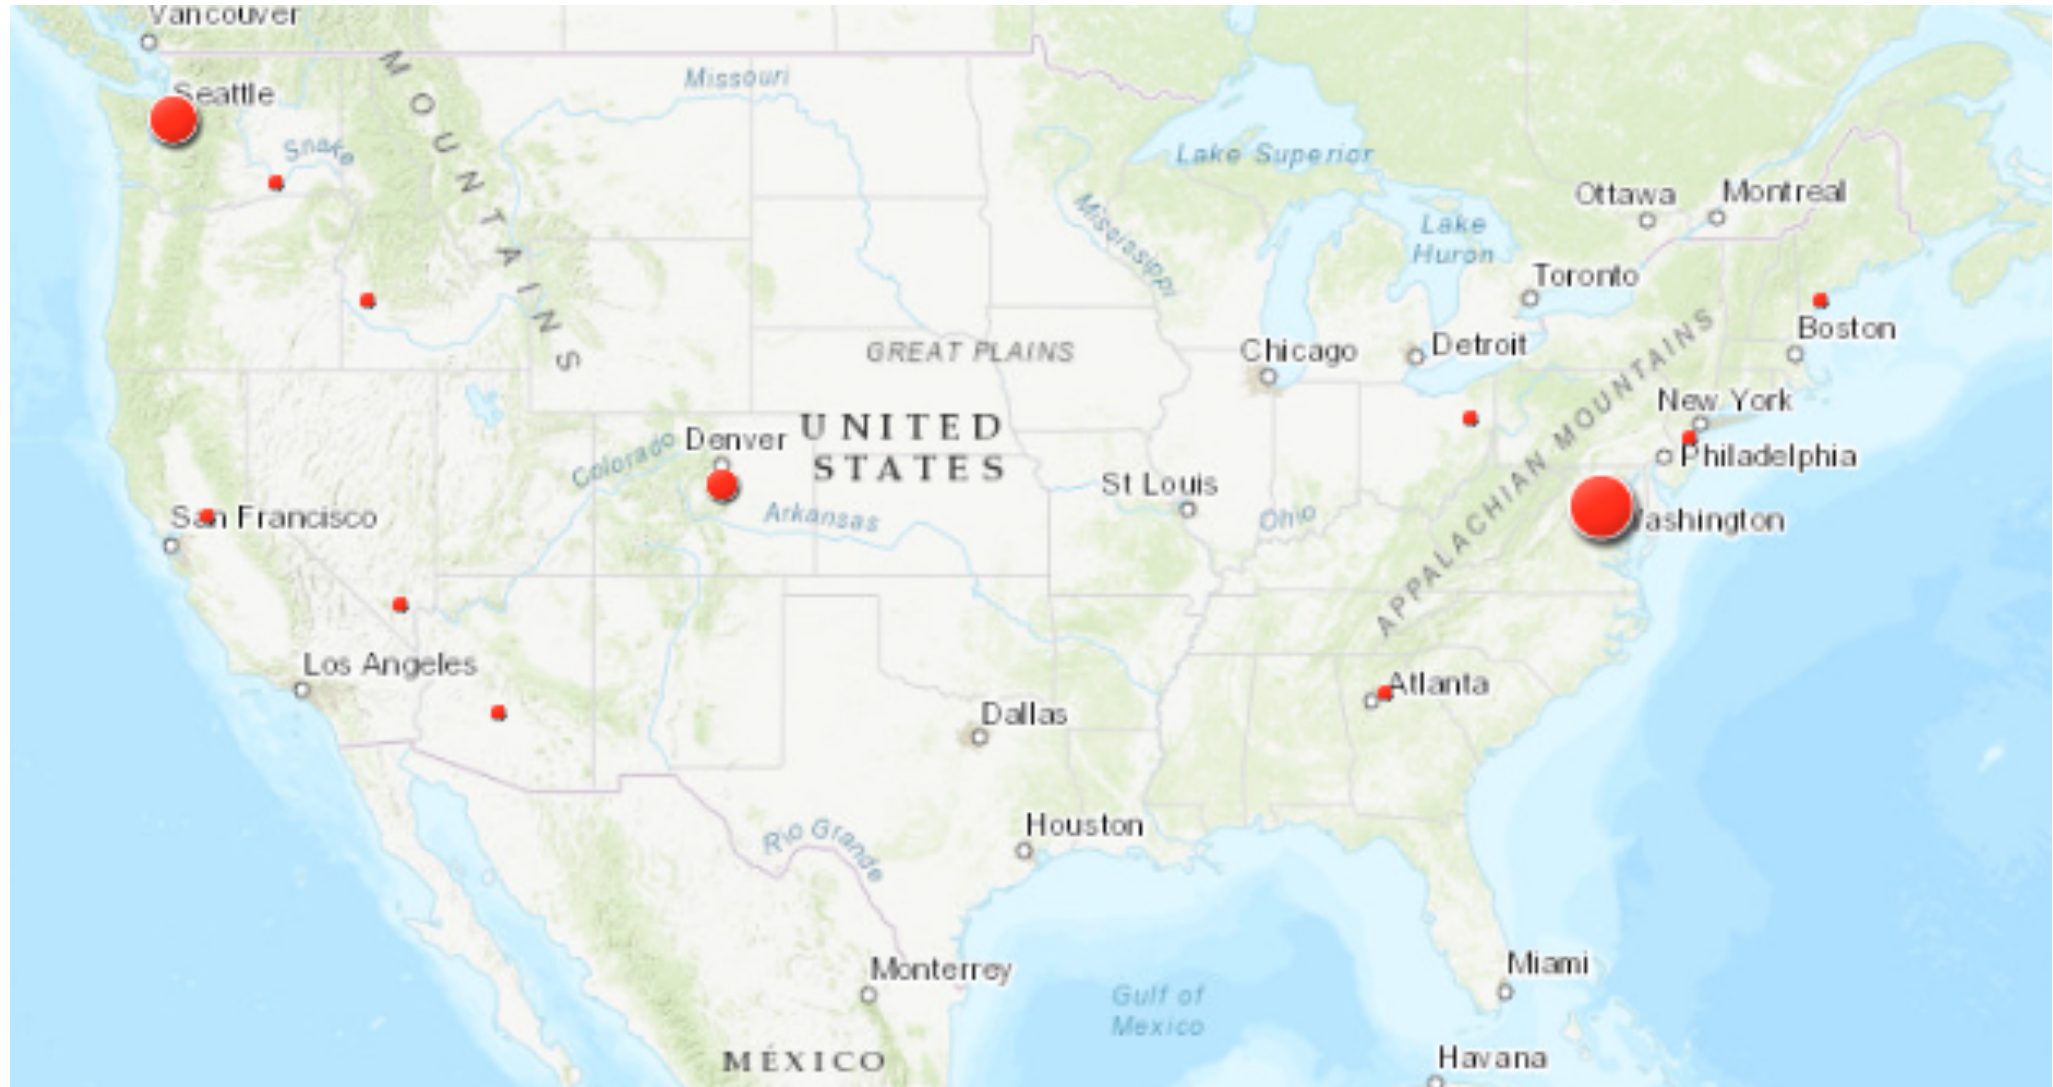 Vancouver
Seattle
MOUNTAINS
Missouri
Snake
Lake Superior
Mississippi
Ottawa
Montreal
Lake
Huron
Toronto
Boston
GREAT PLAINS
Chicago
Detroit
New York
Philadelphia
APPALACHIAN MOUNTAINS
UNITED
STATES
Denver
Colorado
Arkansas
St Louis
Ohio
ashington
San Francisco
Los Angeles
Atlanta
Dallas
Houston
Rio Grande
Monterrey
Miami
Gulf of
Mexico
MÉXICO
Havana